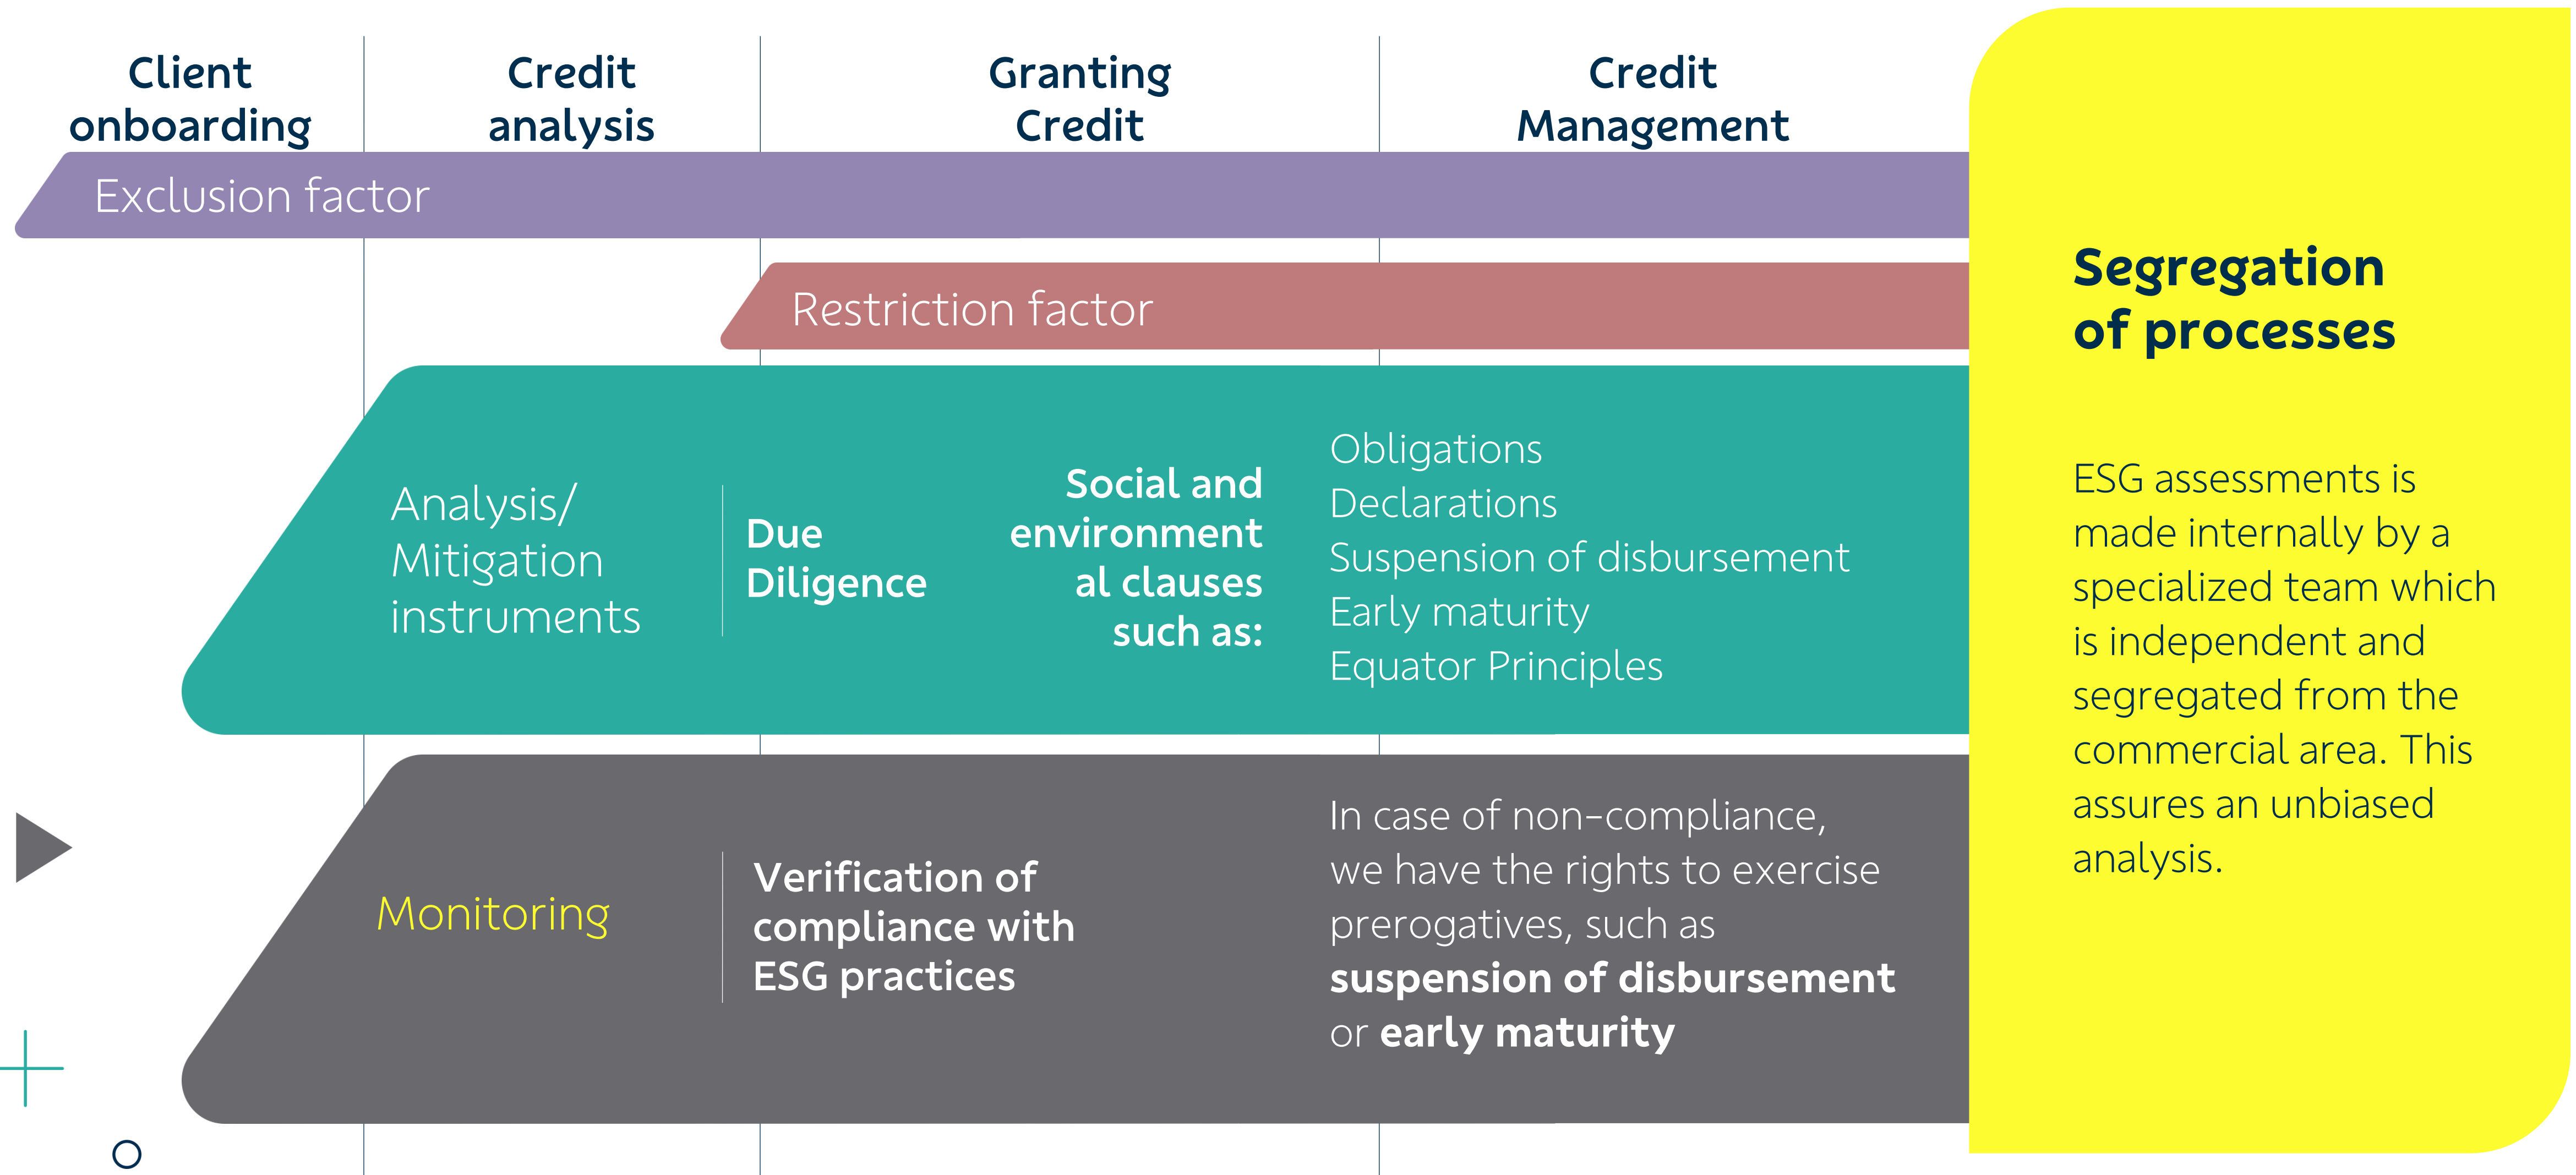 Client
onboarding
Credit
analysis
Granting
Credit
Credit
Management
Exclusion factor
Restriction factor
Analysis/
Mitigation
instruments
Due
Diligence
Social and
environment
al clauses
such as:
Obligations
Declarations
Suspension of disbursement
Early maturity
Equator Principles
Monitoring
Verification of
compliance with
ESG practices
In case of non-compliance,
we have the rights to exercise
prerogatives, such as
suspension of disbursement
or early maturity
Segregation
of processes
ESG assessments is
made internally by a
specialized team which
is independent and
segregated from the
commercial area. This
assures an unbiased
analysis.